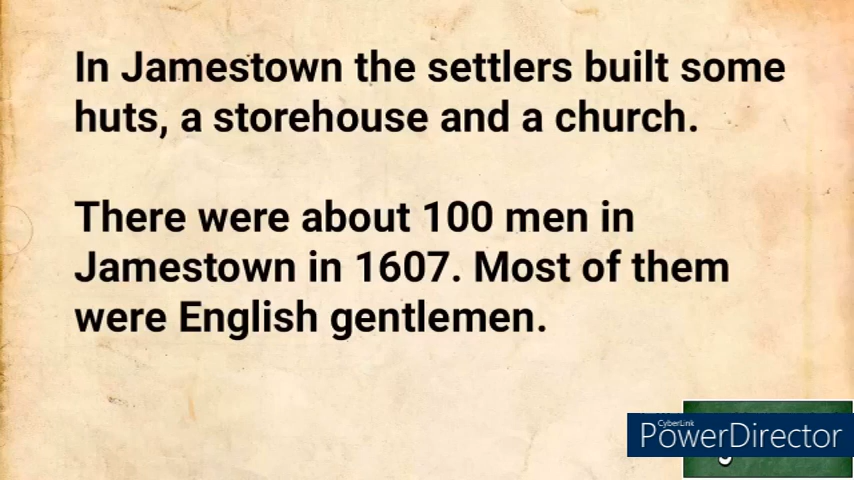 In Jamestown the settlers built some
huts, a storehouse and a church.
There were about 100 men in
Jamestown in 1607. Most of them
were English gentlemen.
CyberLink
PowerDirector